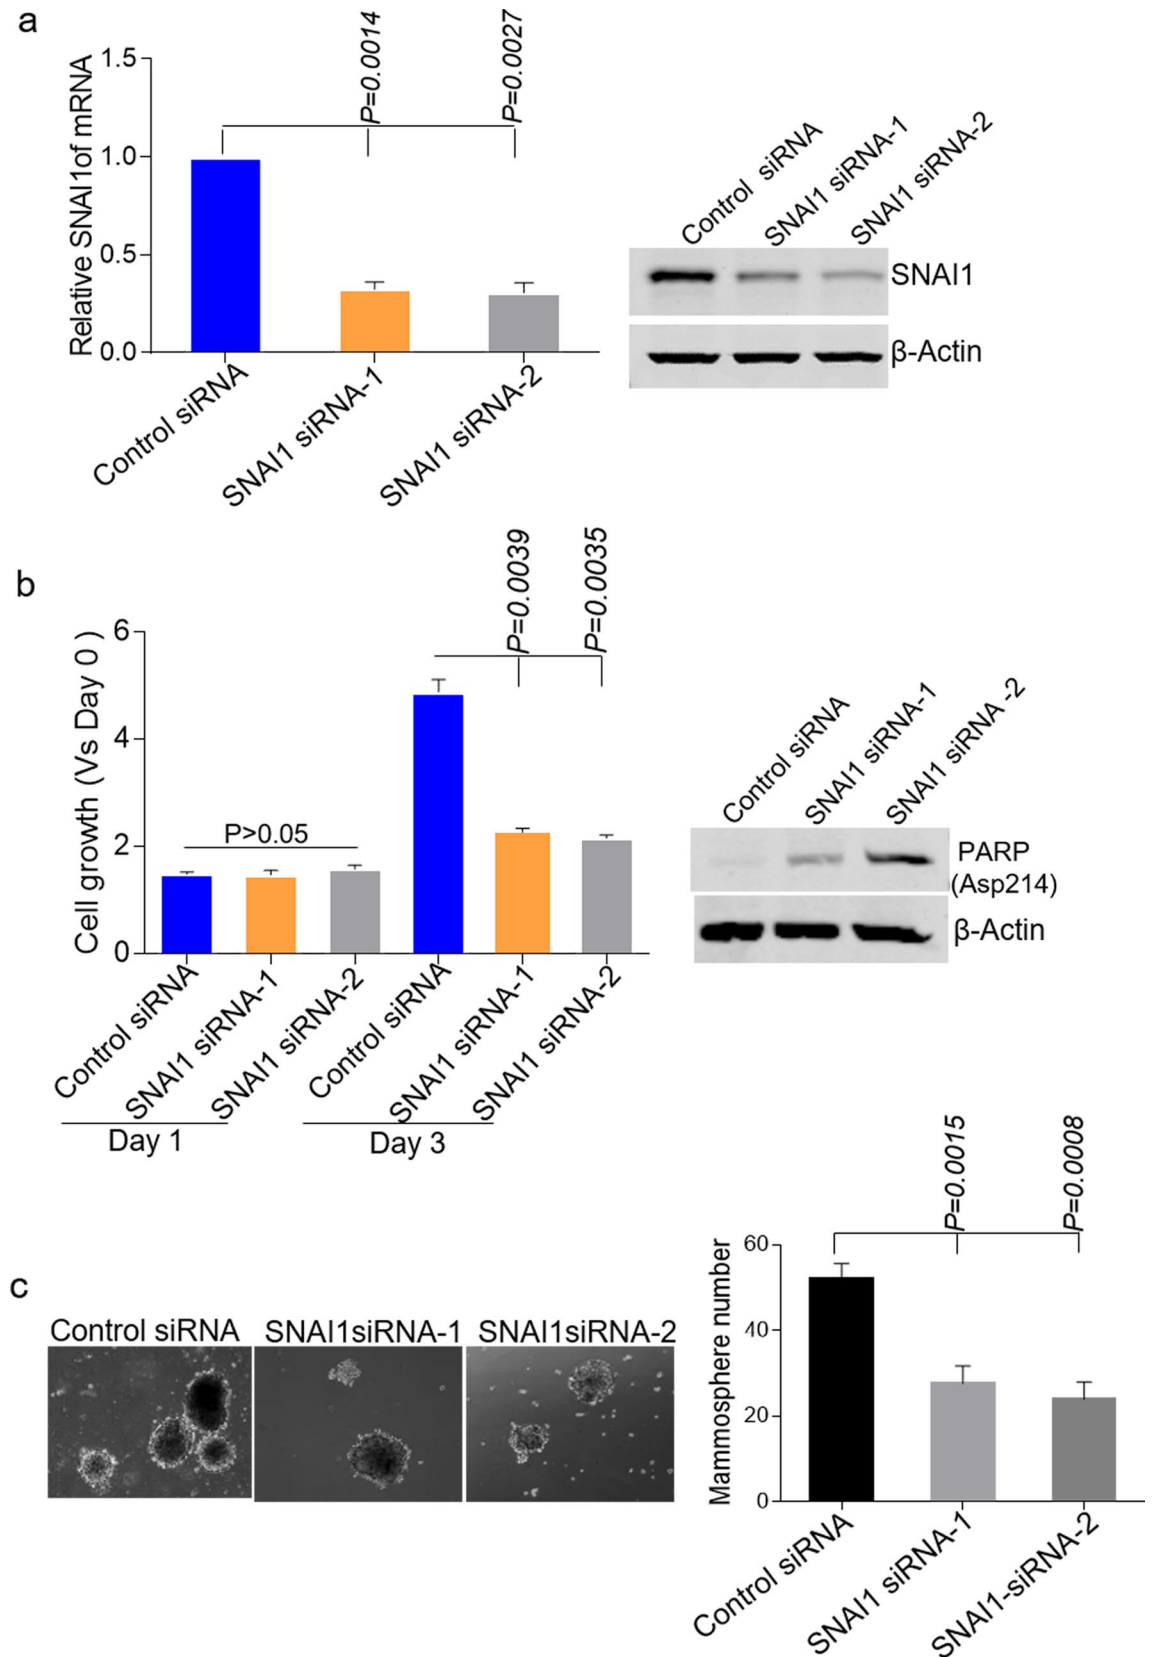 a
P=0.0014
P=0.0027
Relative SNAI1of mRNA
1.5
1.0
0.5
0.0
Control siRNA
SNAI1 siRNA-1
SNAI1 siRNA-2
Control siRNA
SNAI1 siRNA-1
SNAI1 siRNA-2
SNAI1
β-Actin
b
P=0.0039
P=0.0035
Cell growth (Vs Day 0 )
6
4
2
0
P>0.05
Control siRNA
SNAI1 siRNA-1
SNAI1 siRNA-2
Control siRNA
SNAI1 siRNA-1
SNAI1 siRNA-2
Day 1
Day 3
Control siRNA
SNAI1 siRNA-1
SNAI1 siRNA -2
PARP
(Asp214)
β-Actin
c
Control siRNA
SNAI1siRNA-1
SNAI1siRNA-2
P=0.0015
P=0.0008
Mammosphere number
60
40
20
0
Control siRNA
SNAI1 siRNA-1
SNAI1-siRNA-2